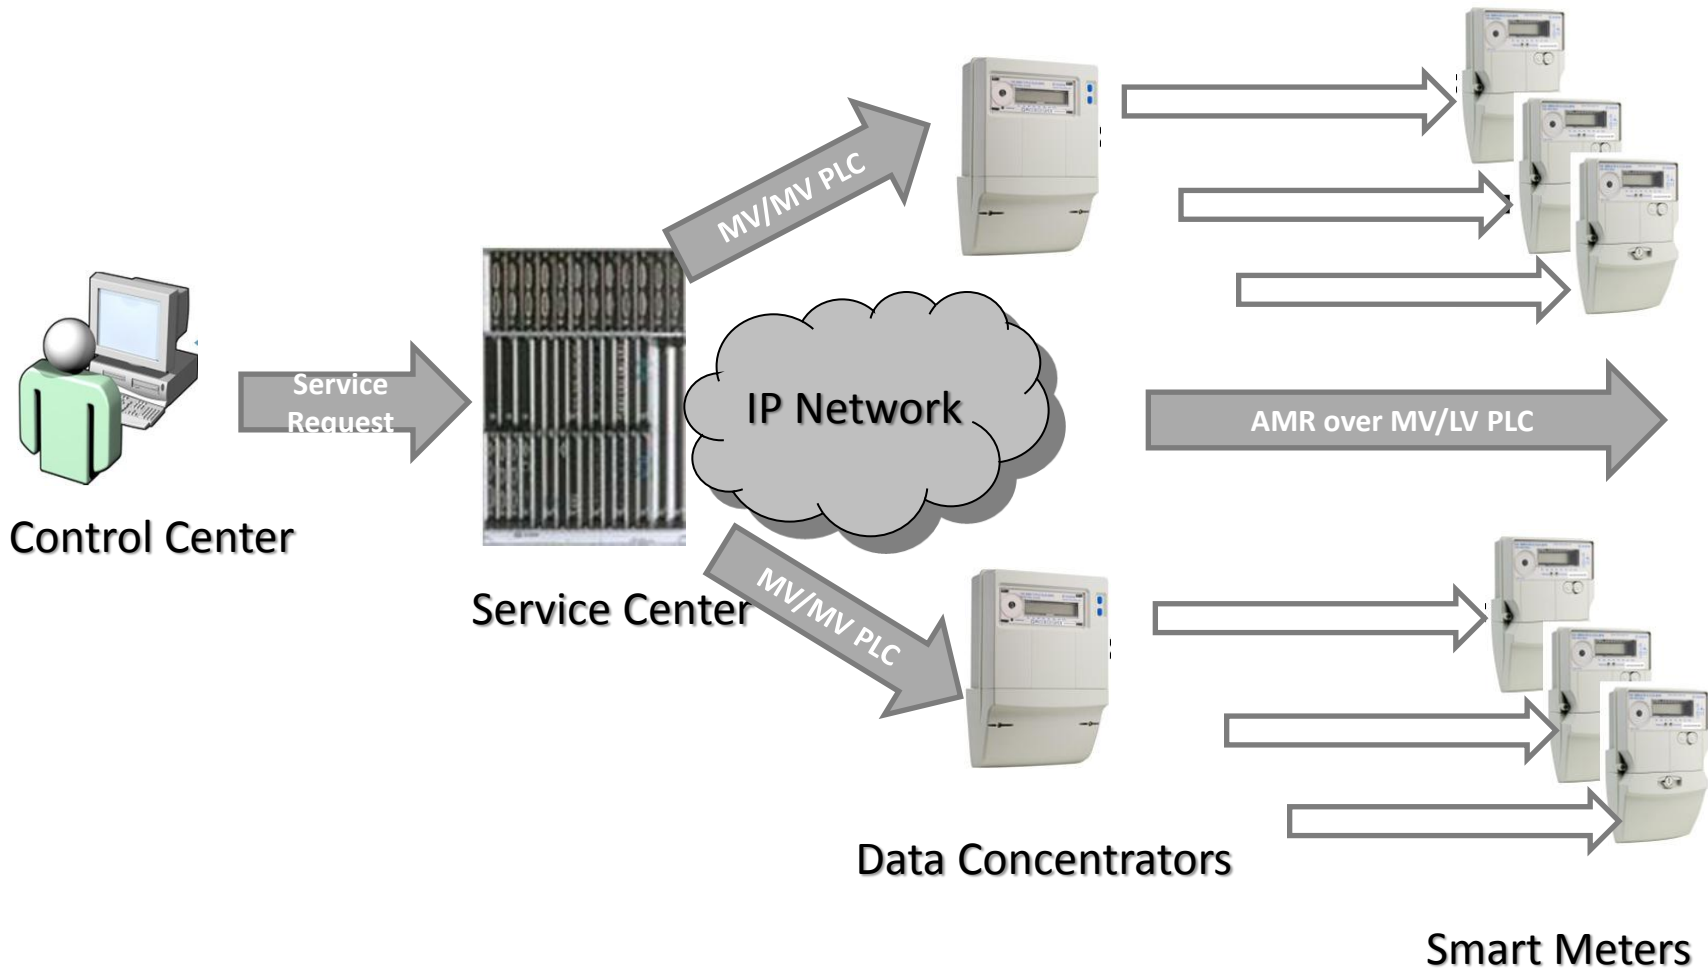 MV/MV PLC
Service
Request
IP Network
AMR over MV/LV PLC
Control Center
Service Center
MV/MV PLC
Data Concentrators
Smart Meters